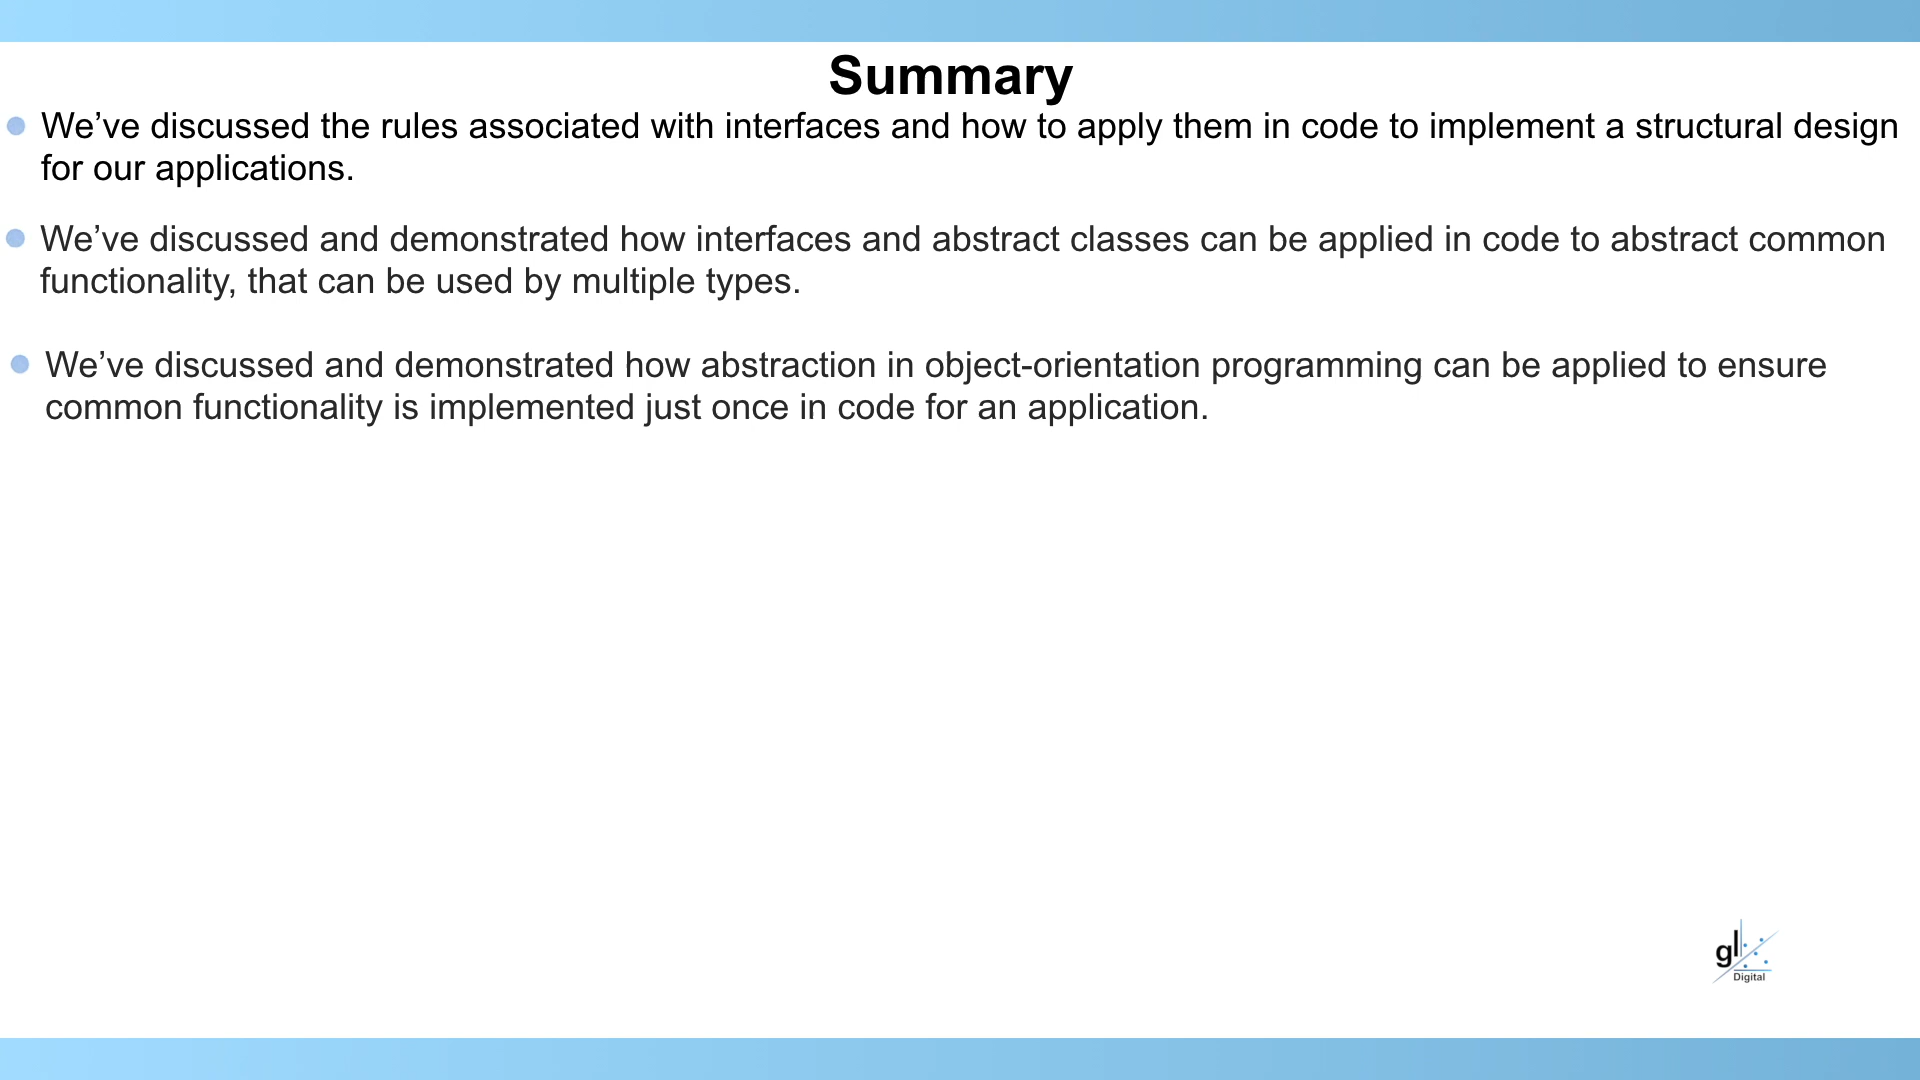 Summary
We’ve discussed the rules associated with interfaces and how to apply them in code to implement a structural design
for our applications.
We’ve discussed and demonstrated how interfaces and abstract classes can be applied in code to abstract common
functionality, that can be used by multiple types.
We’ve discussed and demonstrated how abstraction in object-orientation programming can be applied to ensure
common functionality is implemented just once in code for an application.
gl
Digital